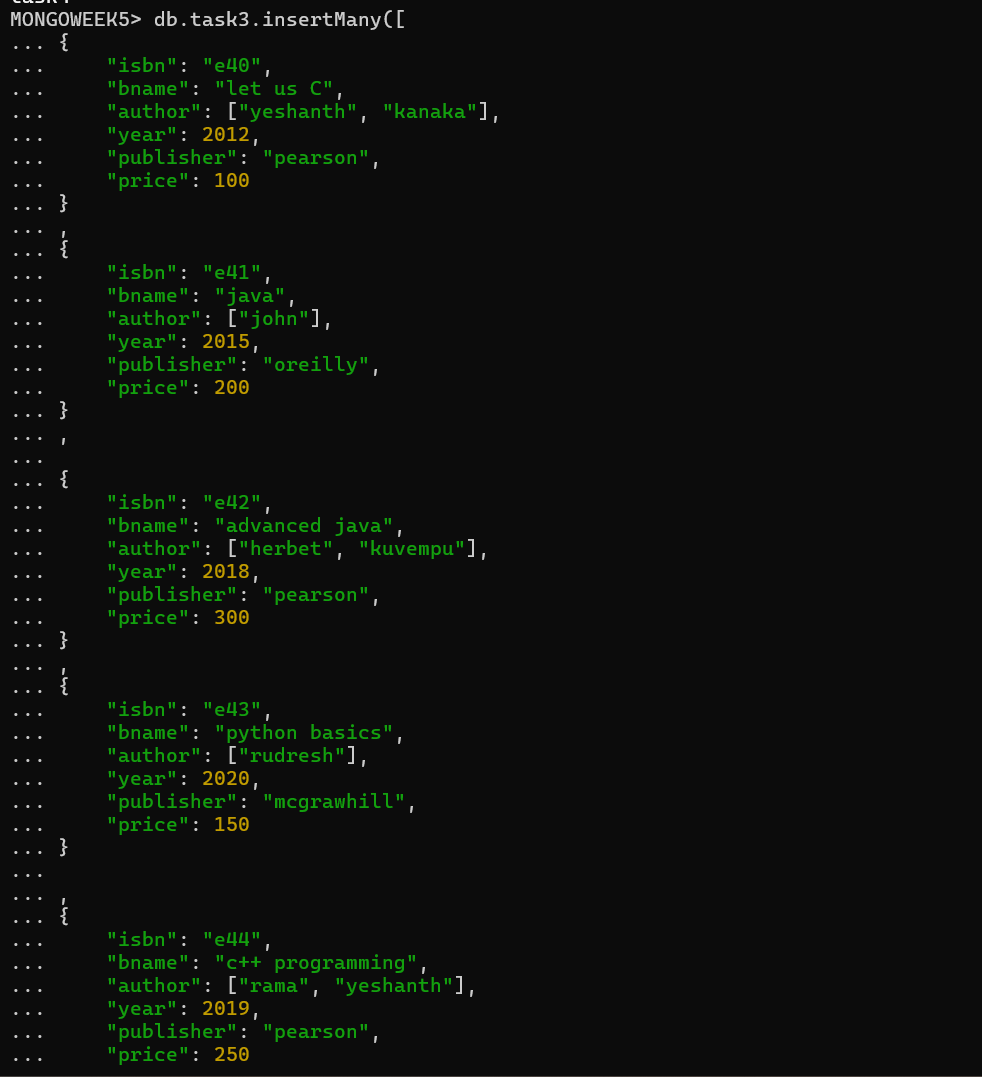 MONGOWEEK5> db.task3.insertMany([
... {
...     "isbn": "e40",
...     "bname": "let us C",
...     "author": ["yeshanth", "kanaka"],
...     "year": 2012,
...     "publisher": "pearson",
...     "price": 100
... }
... ,
... {
...     "isbn": "e41",
...     "bname": "java",
...     "author": ["john"],
...     "year": 2015,
...     "publisher": "oreilly",
...     "price": 200
... }
... ,
...
... {
...     "isbn": "e42",
...     "bname": "advanced java",
...     "author": ["herbet", "kuvempu"],
...     "year": 2018,
...     "publisher": "pearson",
...     "price": 300
... }
... ,
... {
...     "isbn": "e43",
...     "bname": "python basics",
...     "author": ["rudresh"],
...     "year": 2020,
...     "publisher": "mcgrawhill",
...     "price": 150
... }
...
... ,
... {
...     "isbn": "e44",
...     "bname": "c++ programming",
...     "author": ["rama", "yeshanth"],
...     "year": 2019,
...     "publisher": "pearson",
...     "price": 250